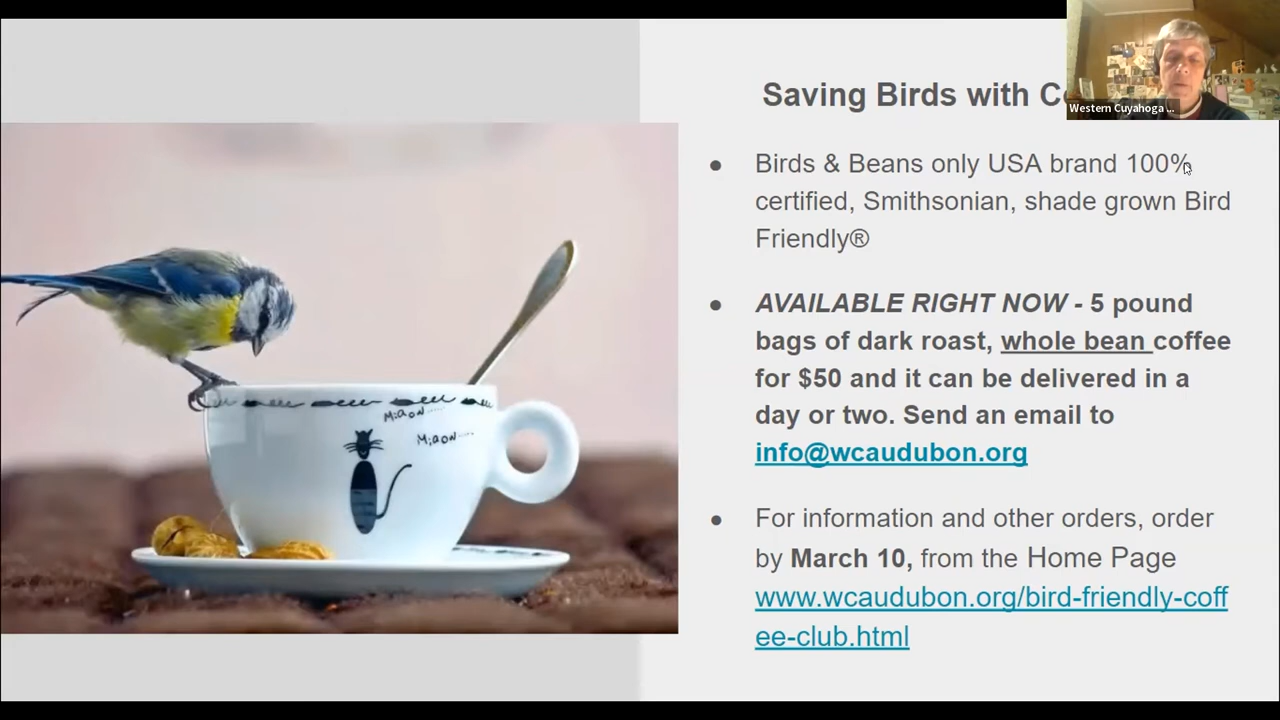 Saving Birds with C
Western Cuyahoga ...
Birds & Beans only USA brand 100%
certified, Smithsonian, shade grown Bird
Friendly®
AVAILABLE RIGHT NOW - 5 pound
bags of dark roast, whole bean coffee
for $50 and it can be delivered in a
day or two. Send an email to
info@wcaudubon.org
For information and other orders, order
by March 10, from the Home Page
www.wcaudubon.org/bird-friendly-coff
ee-club.html
Miaon......
Miaon.....